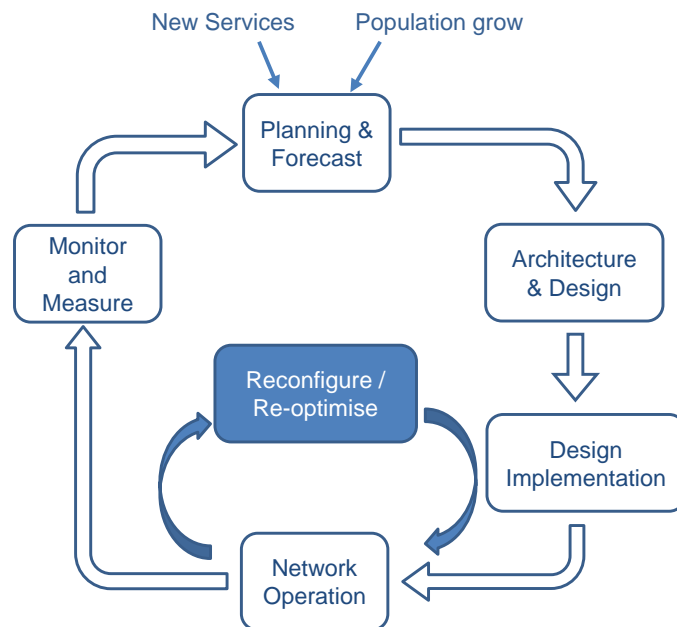 New Services
Population grow
Planning &
Forecast
Monitor
and
Measure
Architecture
& Design
Reconfigure /
Re-optimise
Design
Implementation
Network
Operation